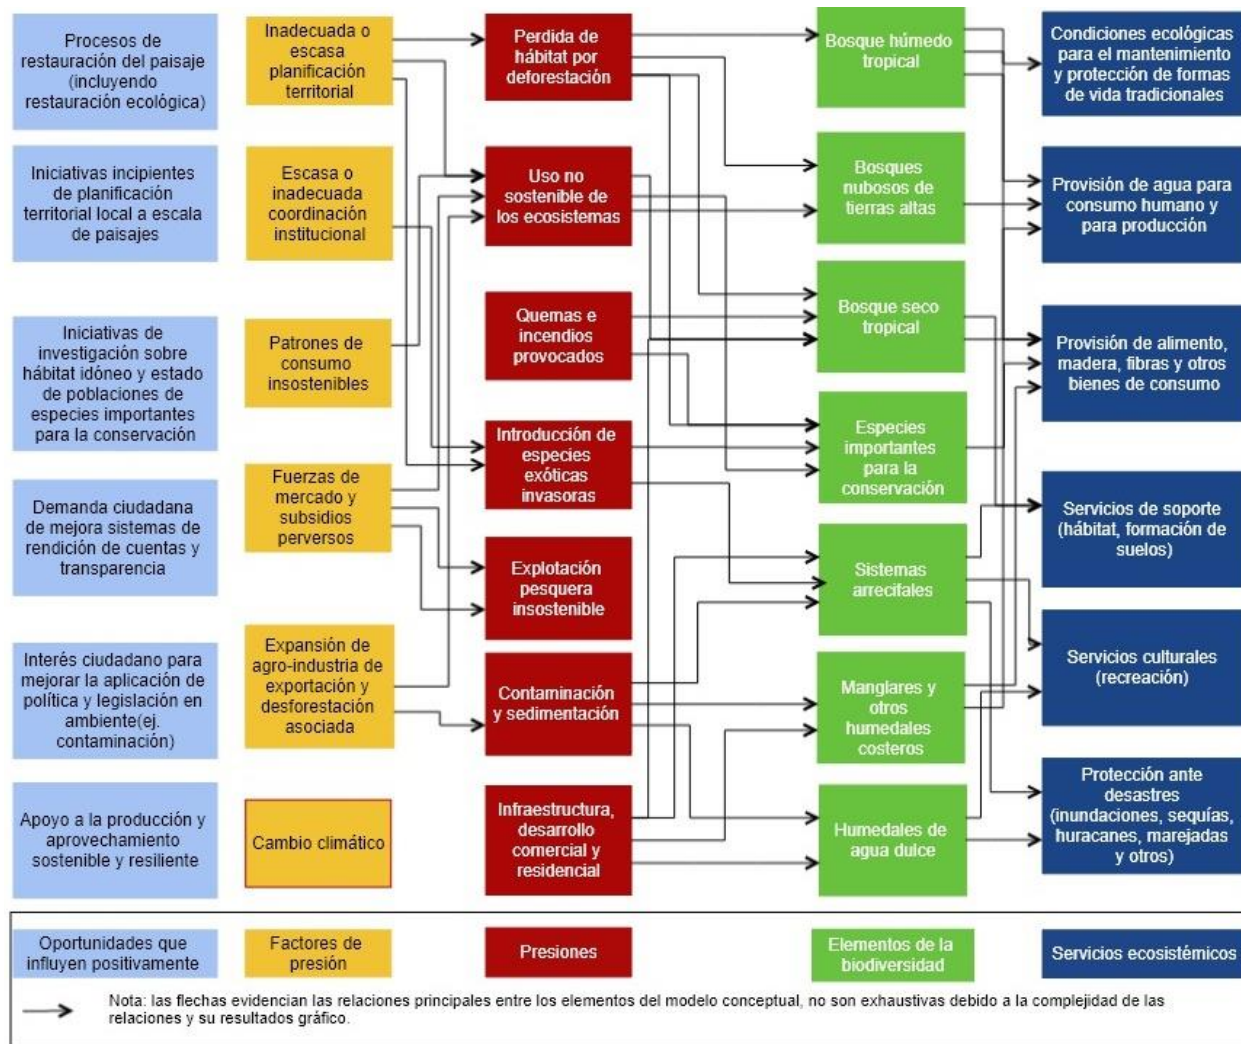 Procesos de
restauración del paisaje
(incluyendo
restauración ecológica)
Iniciativas incipientes
de planificación
territorial local a escala
de paisajes
Iniciativas de
investigación sobre
hábitat idóneo y estado
de poblaciones de
especies importantes
para la conservación
Demanda ciudadana
de mejora sistemas de
rendición de cuentas y
transparencia
Interés ciudadano para
mejorar la aplicación de
política y legislación en
ambiente(ej.
contaminación)
Apoyo a la producción y
aprovechamiento
sostenible y resiliente
Inadecuada o
escasa
planificación
territorial
Escasa o
inadecuada
coordinación
institucional
Patrones de
consumo
insostenibles
Fuerzas de
mercado y
subsidios
perversos
Expansión de
agro-industria de
exportación y
desforestación
asociada
Cambio climático
Perdida de
hábitat por
deforestación
Uso no
sostenible de
los ecosistemas
Quemas e
incendios
provocados
Introducción de
especies
exóticas
invasoras
Explotación
pesquera
insostenible
Contaminación
y sedimentación
Infraestructura,
desarrollo
comercial y
residencial
Bosque húmedo
tropical
Bosques
nubosos de
tierras altas
Bosque seco
tropical
Especies
importantes
para la
conservación
Sistemas
arrecifales
Manglares y
otros
humedales
costeros
Humedales de
agua dulce
Condiciones ecológicas
para el mantenimiento
y protección de formas
de vida tradicionales
Provisión de agua para
consumo humano y
para producción
Provisión de alimento,
madera, fibras y otros
bienes de consumo
Servicios de soporte
(hábitat, formación de
suelos)
Servicios culturales
(recreación)
Protección ante
desastres
(inundaciones, sequías,
huracanes, marejadas
y otros)
Oportunidades que
influyen positivamente
Factores de
presión
Presiones
Elementos de la
biodiversidad
Servicios ecosistémicos
Nota: las flechas evidencian las relaciones principales entre los elementos del modelo conceptual, no son exhaustivas debido a la complejidad de las
relaciones y su resultados gráfico.